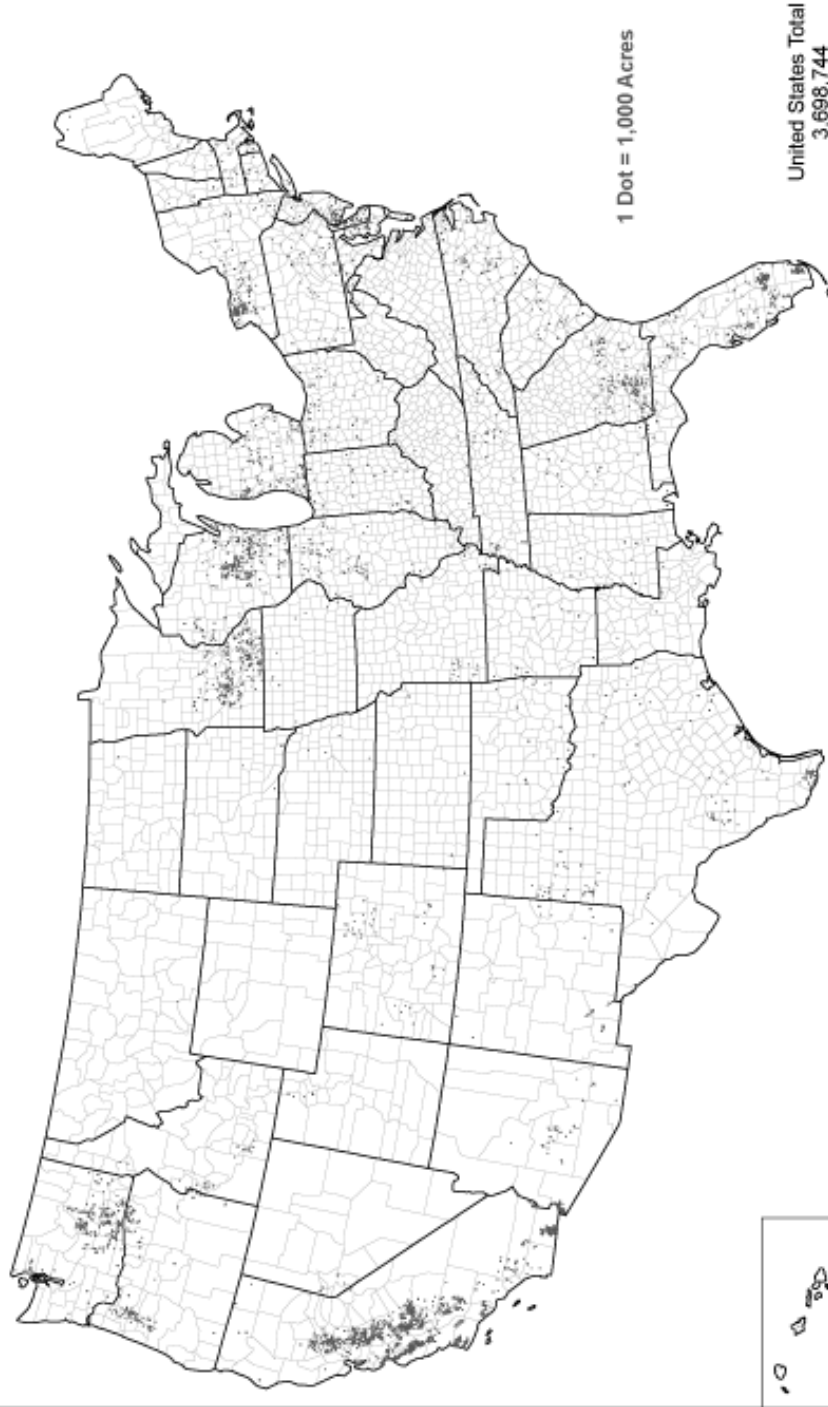 1 Dot = 1,000 Acres
United States Total
3,698,744